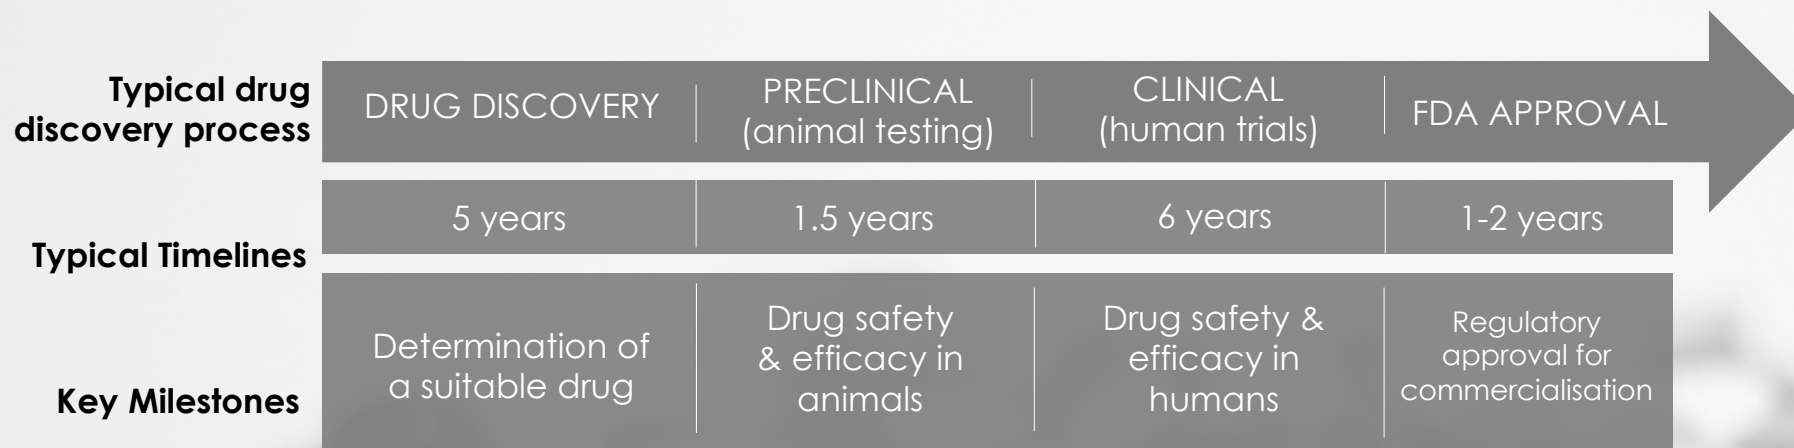 Typical drug
discovery process
DRUG DISCOVERY
PRECLINICAL
(animal testing)
CLINICAL
(human trials)
FDA APPROVAL
Typical Timelines
5 years
1.5 years
6 years
1-2 years
Key Milestones
Determination of
a suitable drug
Drug safety
& efficacy in
animals
Drug safety &
efficacy in
humans
Regulatory
approval for
commercialisation